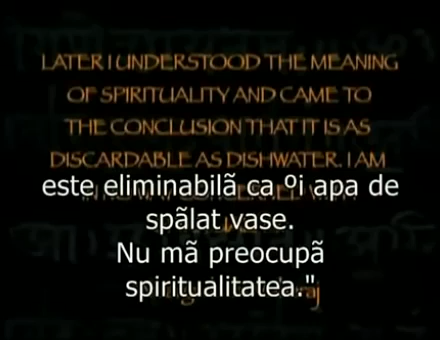 LATER I UNDERSTOOD THE MEANING
OF SPIRITUALITY AND CAME TO
THE CONCLUSION THAT IT IS AS
DISCARDABLE AS DISHWATER. I AM
este eliminabilã ca ºi apa de
spãlat vase.
Nu mã preocupã
spiritualitatea."